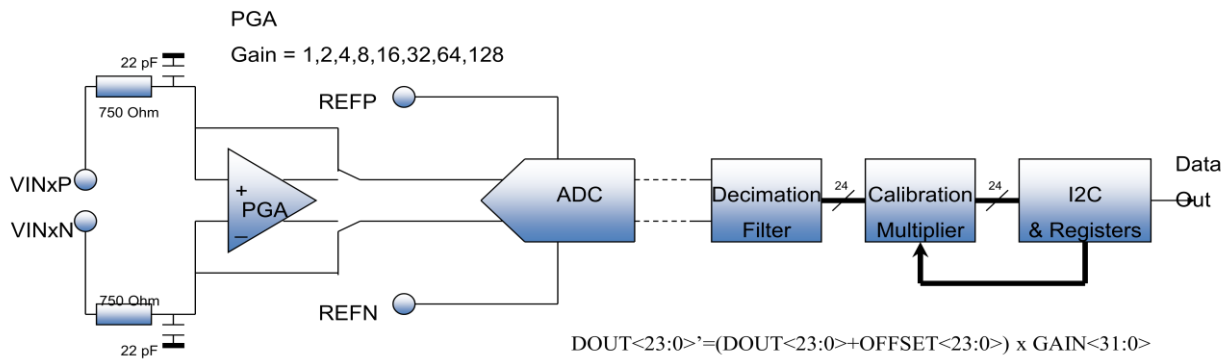 PGA
Gain = 1,2,4,8,16,32,64,128
22 pF
750 Ohm
REFP
VINxP
VINxN
+
PGA
–
ADC
Decimation
Filter
24
Calibration
Multiplier
24
I2C
& Registers
Data
Out
750 Ohm
22 pF
REFN
DOUT<23:0>'=(DOUT<23:0>+OFFSET<23:0>) x GAIN<31:0>